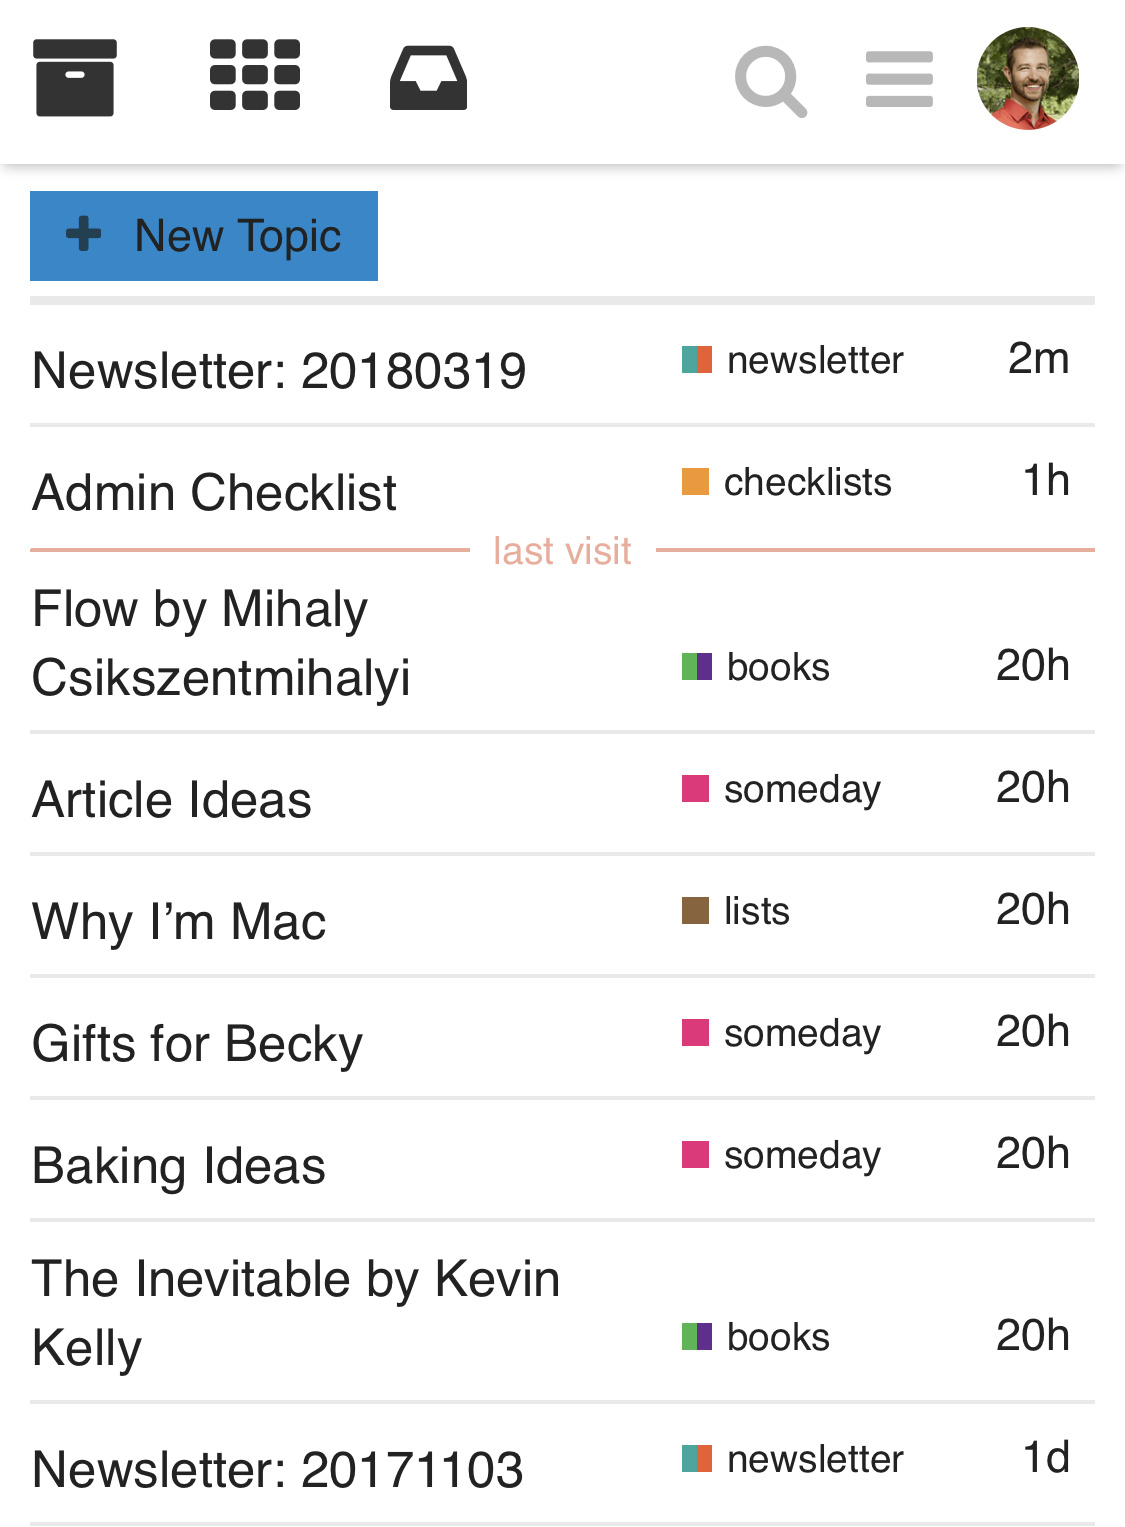 New Topic
Newsletter: 20180319 newsletter 2m
Admin Checklist checklists 1h
last visit
Flow by Mihaly
Csikszentmihalyi books 20h
Article Ideas someday 20h
Why I’m Mac lists 20h
Gifts for Becky someday 20h
Baking Ideas someday 20h
The Inevitable by Kevin
Kelly books 20h
Newsletter: 20171103 newsletter 1d